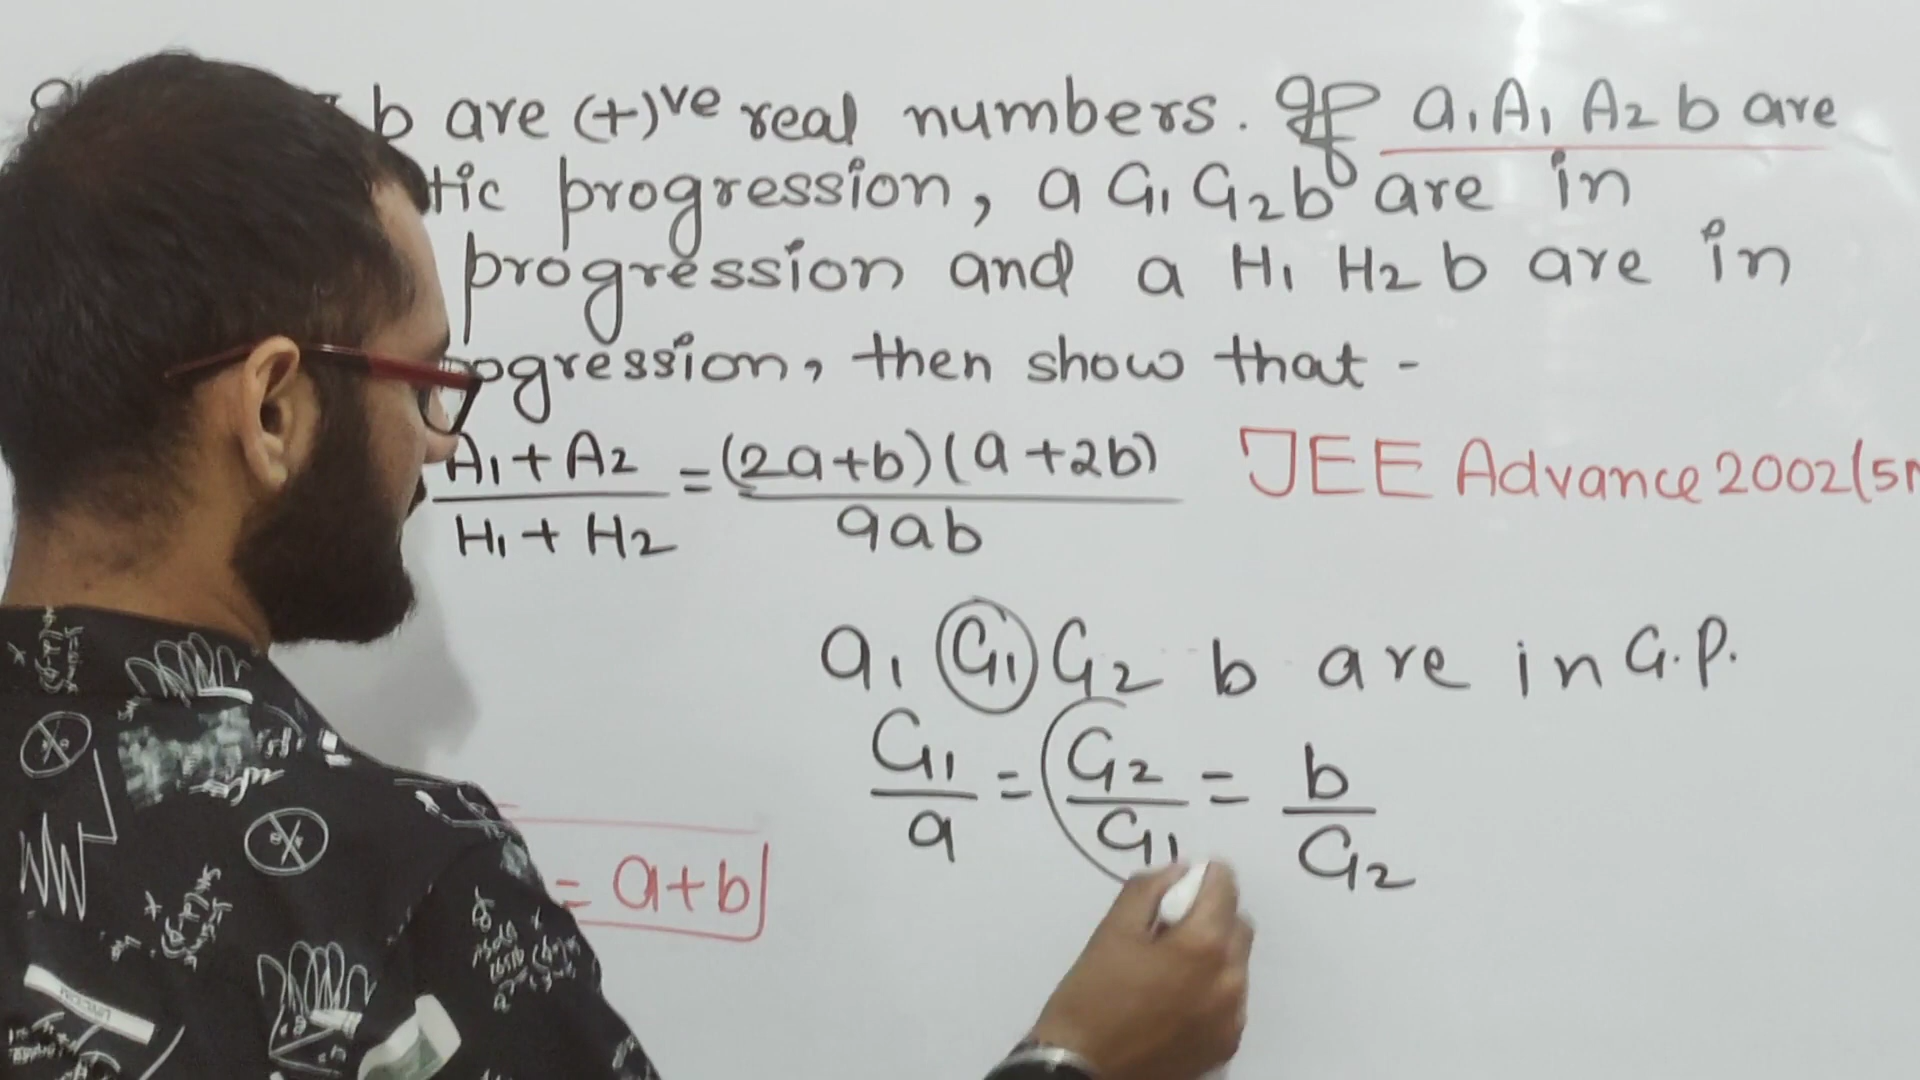 b are (+)ve real numbers. If a, A1 A2 b are
tic progression, a G1 G2 b are in
progression and a H1 H2 b are in
ogression, then show that -
A1 + A2 / H1 + H2 = (2a+b)(a+2b) / 9ab
JEE Advance 2002(5
a, G1 G2 b are in G.P.
G1/a = G2/G1 = b/G2
= a+b